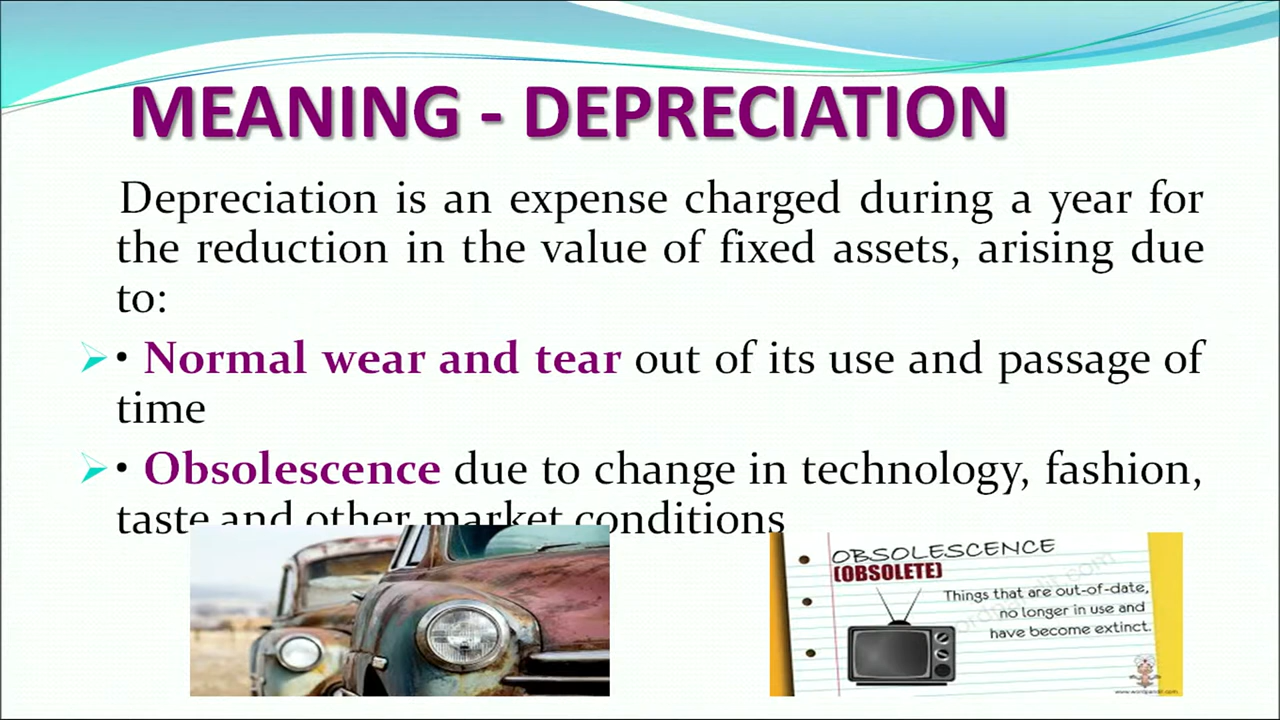 MEANING - DEPRECIATION
Depreciation is an expense charged during a year for
the reduction in the value of fixed assets, arising due
to:
• Normal wear and tear out of its use and passage of
time
• Obsolescence due to change in technology, fashion,
taste and other market conditions
OBSOLESCENCE
(OBSOLETE)
Things that are out-of-date,
no longer in use and
have become extinct.
www.wordpandit.com